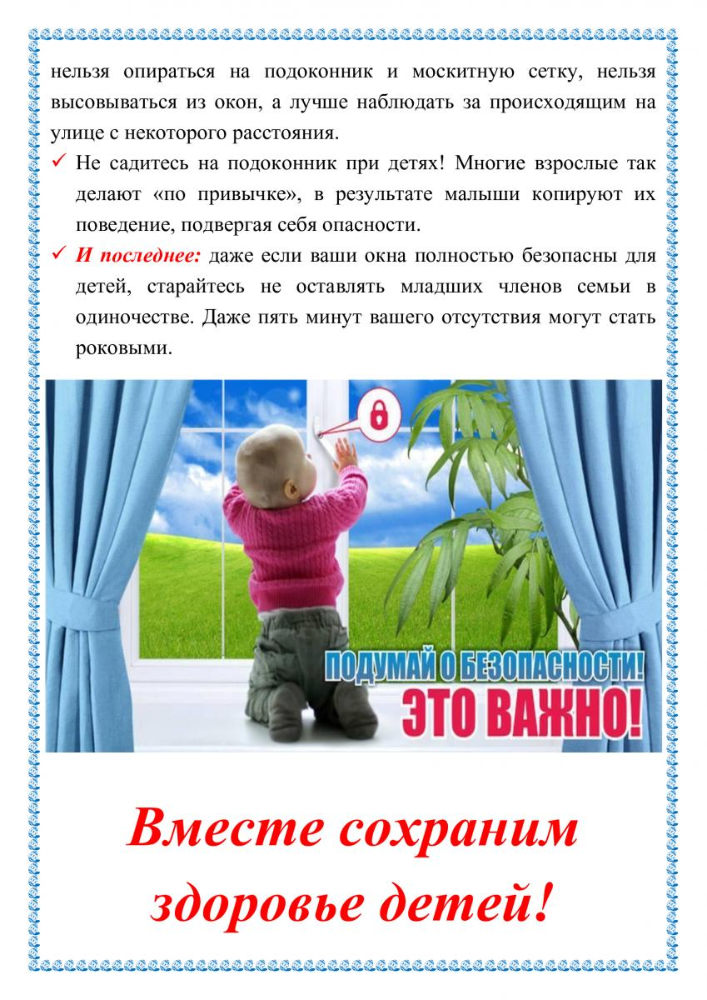 нельзя опираться на подоконник и москитную сетку, нельзя
высовываться из окон, а лучше наблюдать за происходящим на
улице с некоторого расстояния.
✓ Не садитесь на подоконник при детях! Многие взрослые так
делают «по привычке», в результате малыши копируют их
поведение, подвергая себя опасности.
✓ И последнее: даже если ваши окна полностью безопасны для
детей, старайтесь не оставлять младших членов семьи в
одиночестве. Даже пять минут вашего отсутствия могут стать
роковыми.
ПОДУМАЙ О БЕЗОПАСНОСТИ!
ЭТО ВАЖНО!
Вместе сохраним
здоровье детей!